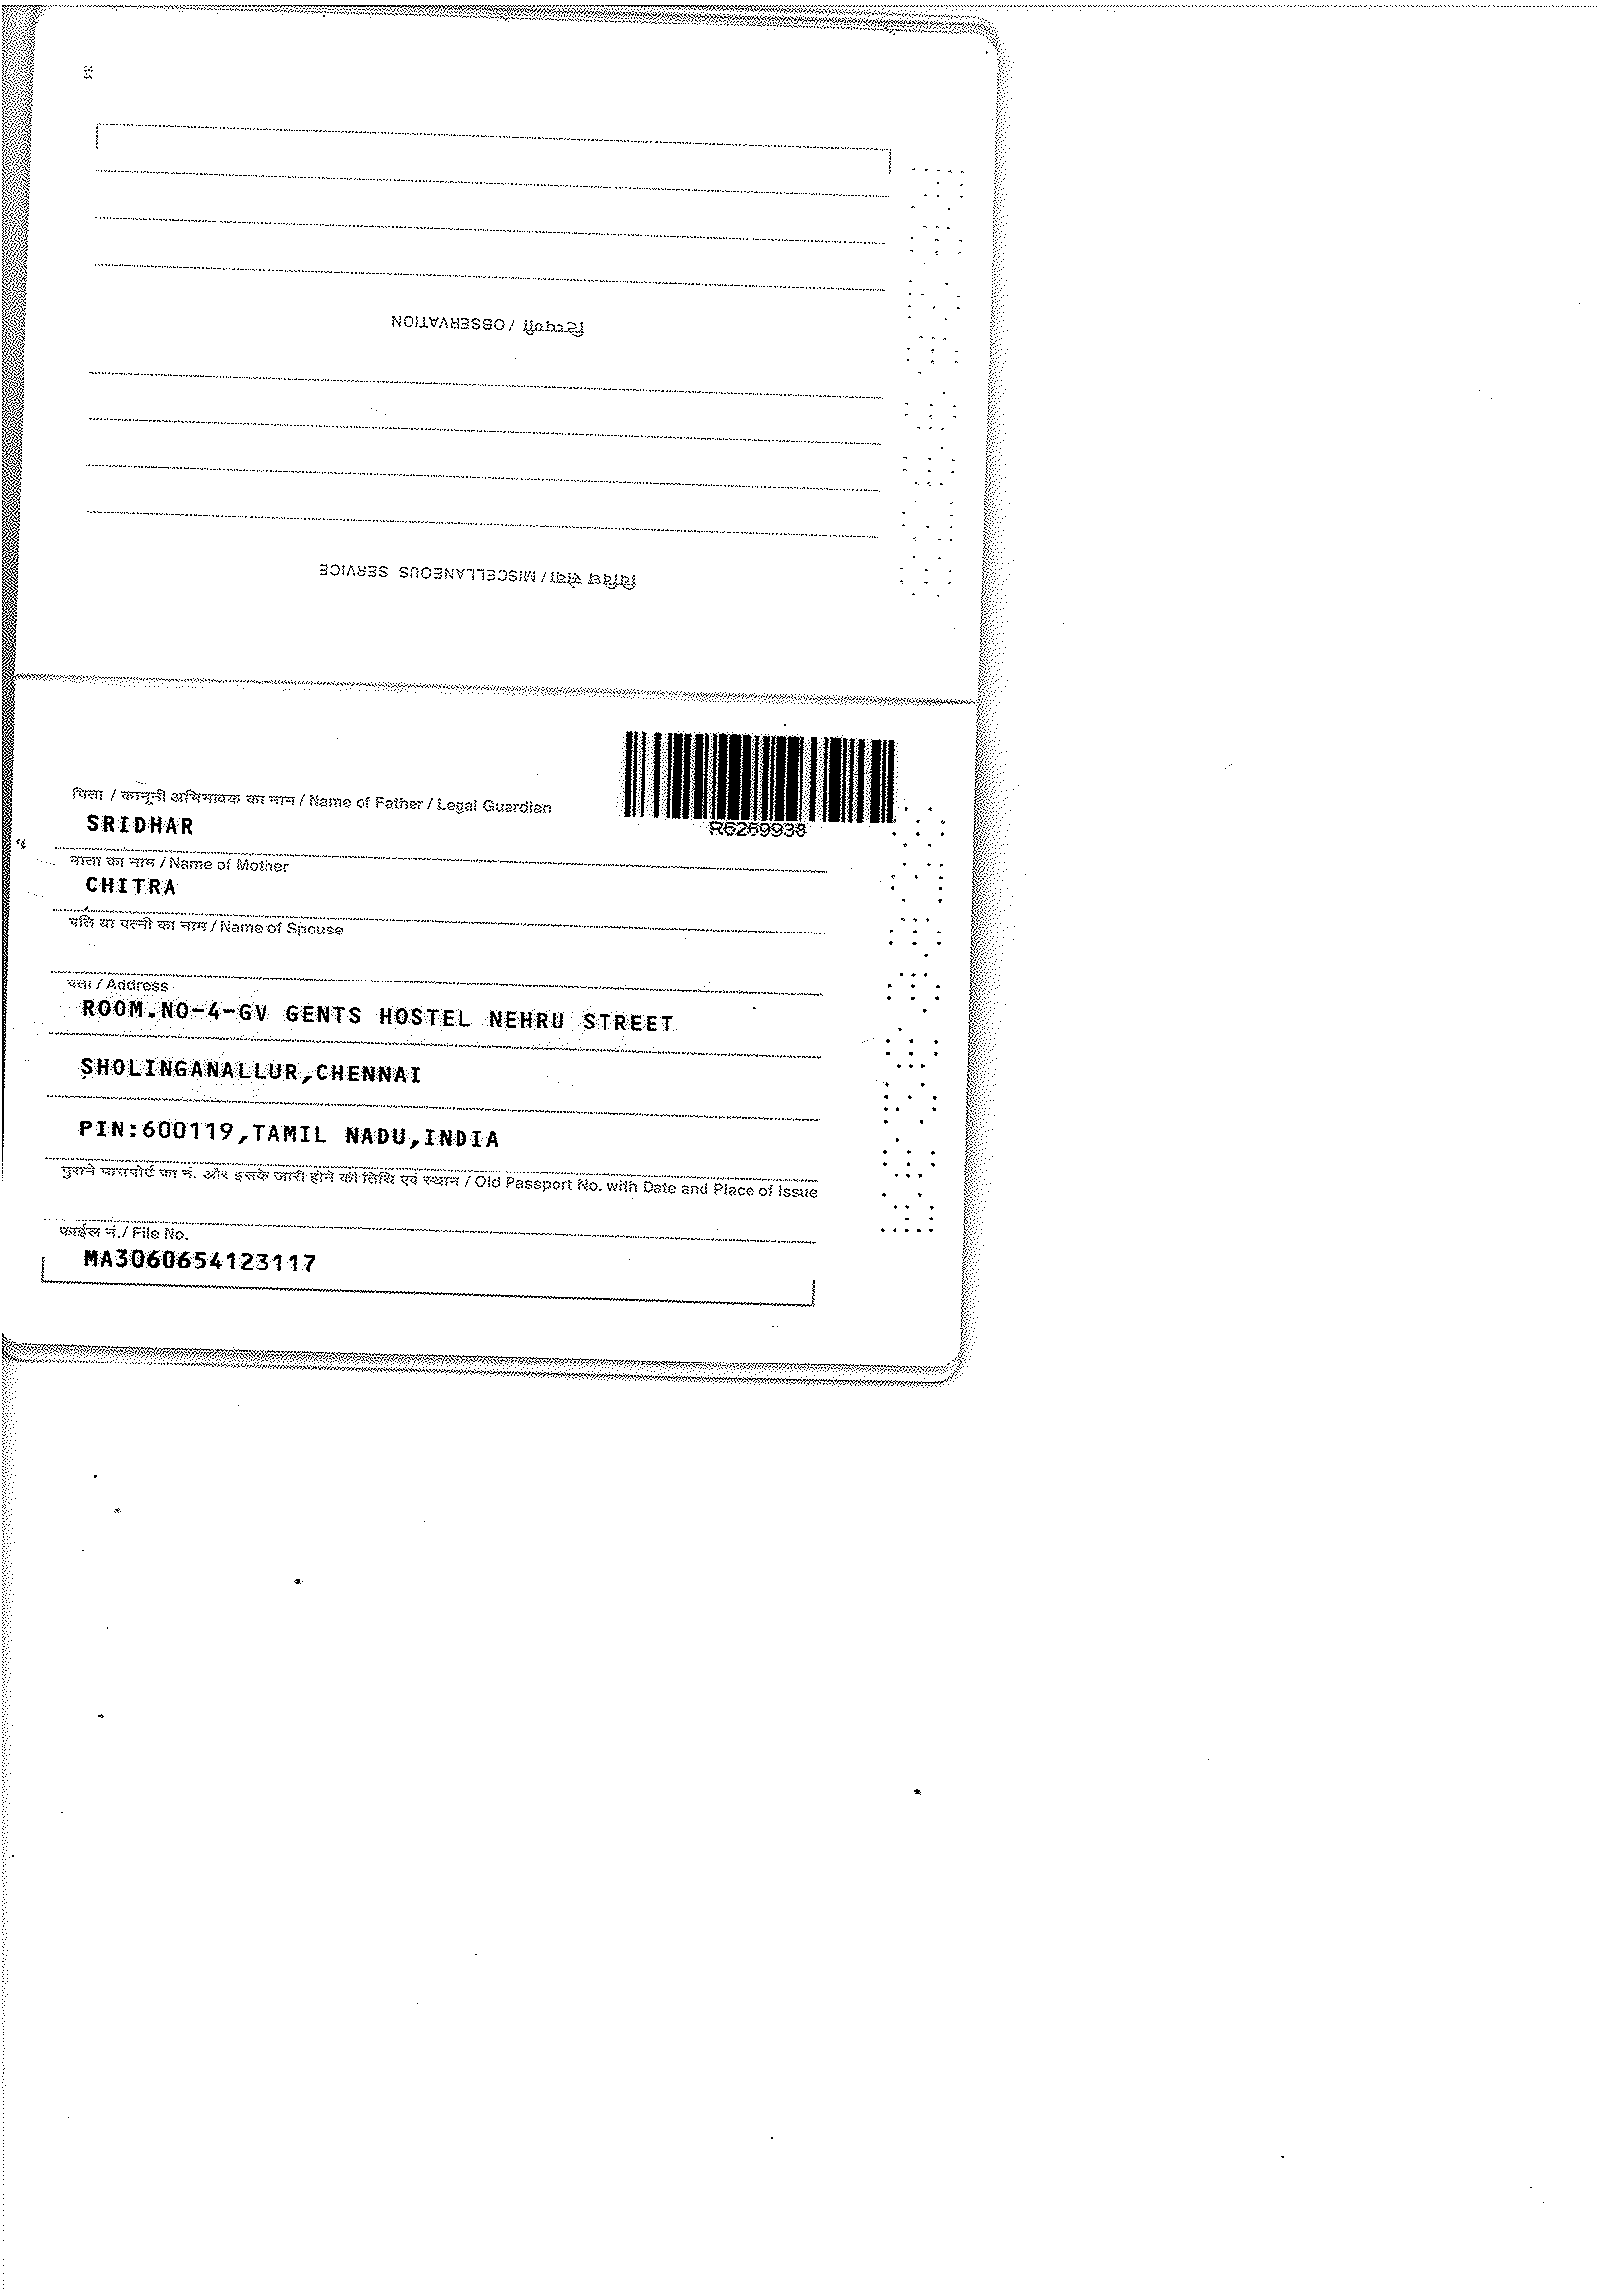 35
टिप्पणी / OBSERVATION
विविध सेवा / MISCELLANEOUS SERVICE
पिता / कानूनी अभिभावक का नाम / Name of Father / Legal Guardian
R6269938
SRIDHAR
माता का नाम / Name of Mother
CHITRA
पति या पत्नी का नाम / Name of Spouse
पता / Address
ROOM.NO-4-GV GENTS HOSTEL NEHRU STREET
SHOLINGANALLUR,CHENNAI
PIN:600119,TAMIL NADU,INDIA
पुराने पासपोर्ट का नं. और इसके जारी होने की तिथि एवं स्थान / Old Passport No. with Date and Place of Issue
फाईल नं. / File No.
MA3060654123117